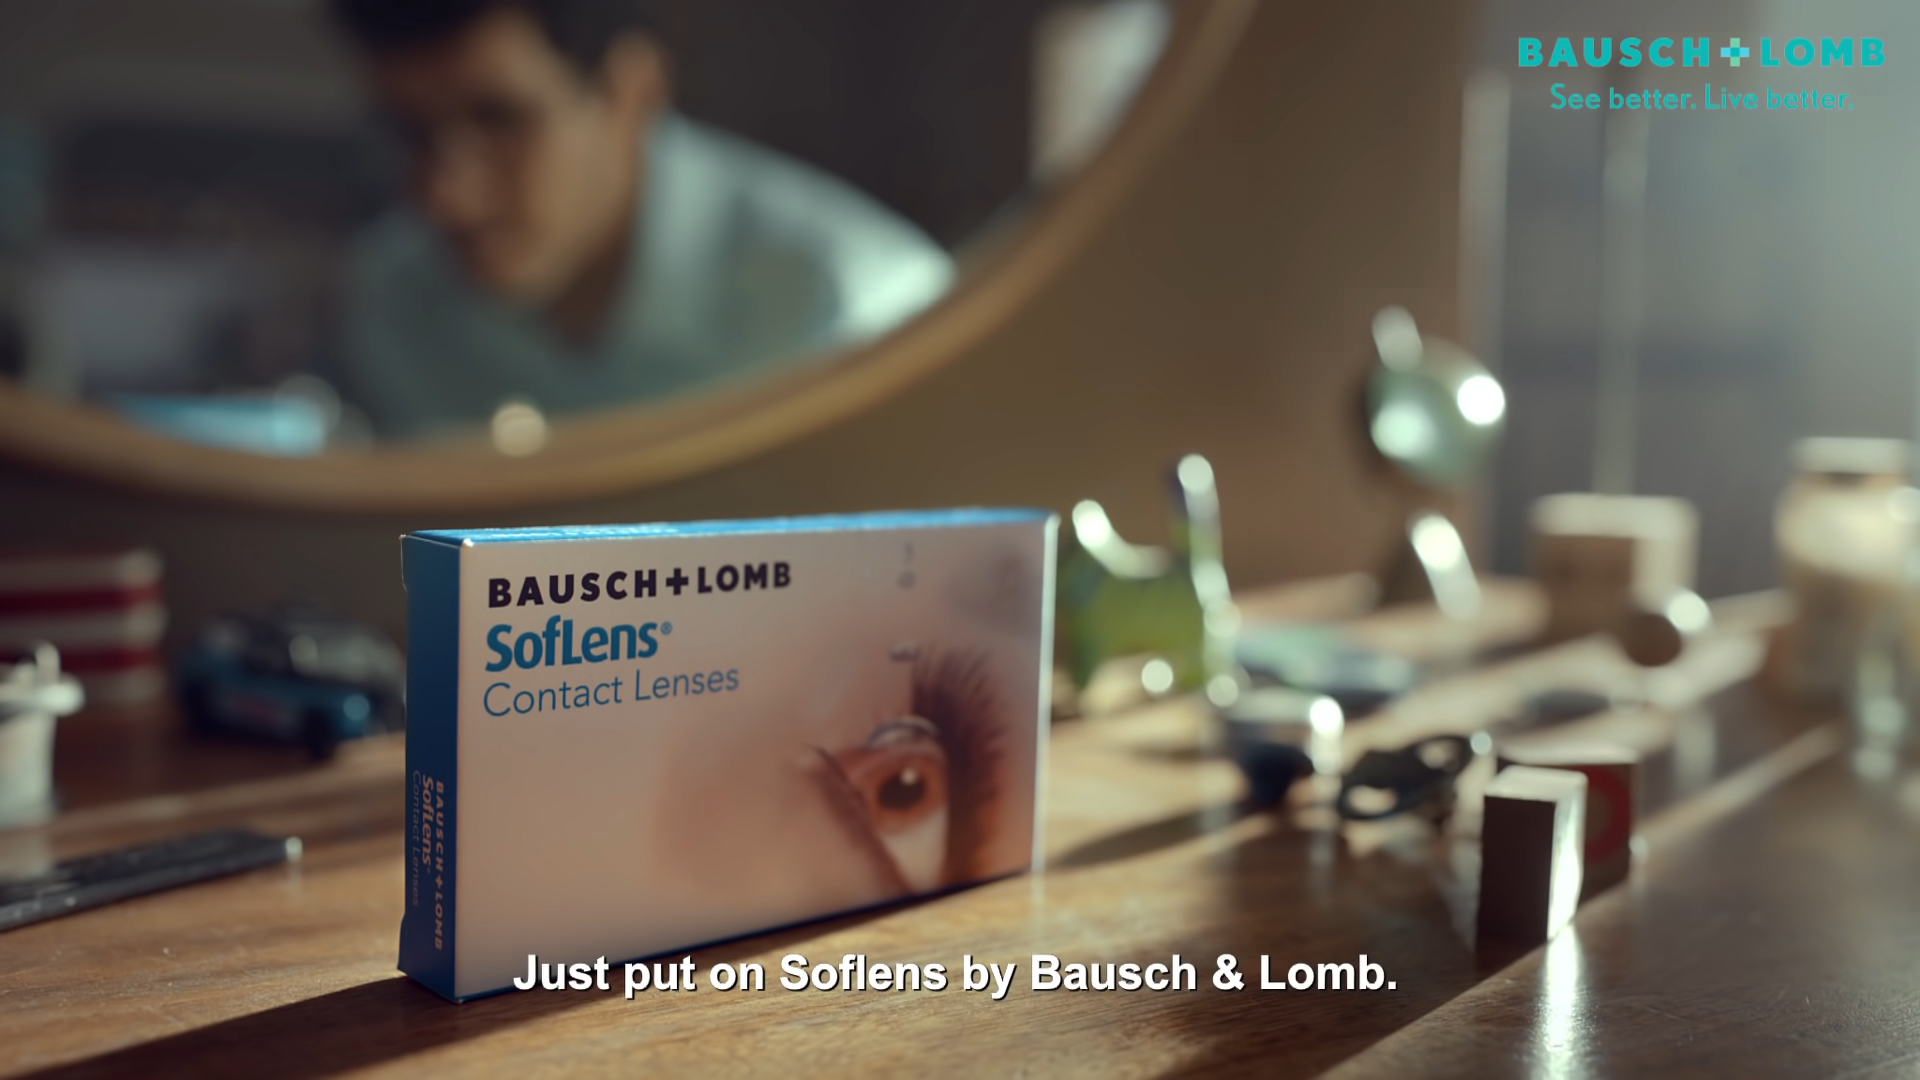 BAUSCH+LOMB
See better. Live better.
BAUSCH+LOMB
SofLens®
Contact Lenses
BAUSCH+LOMB
SofLens
Contact Lenses
Just put on Soflens by Bausch & Lomb.